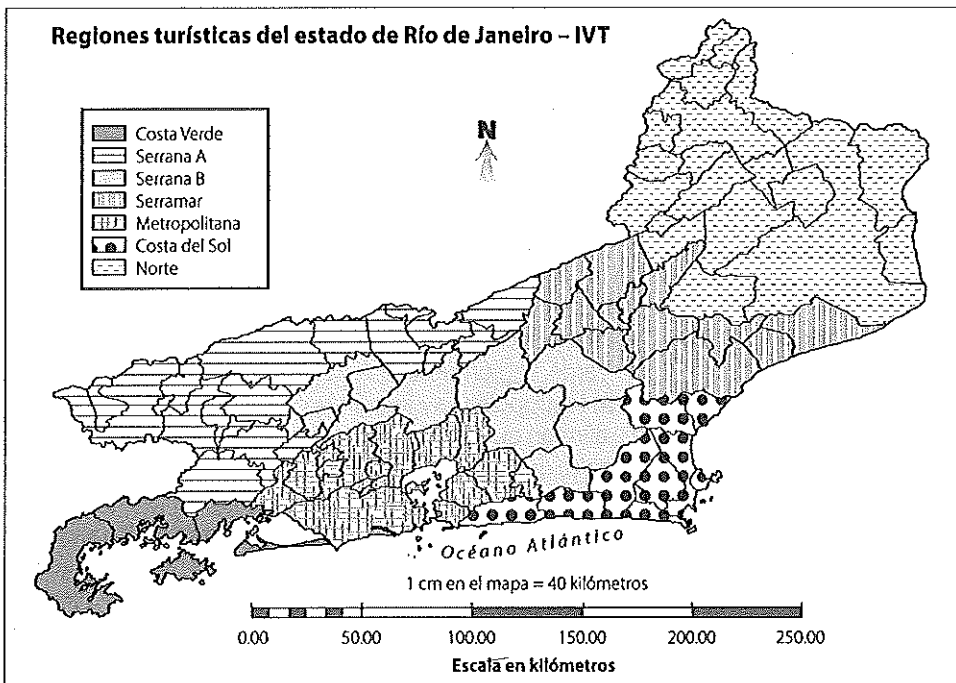 Regiones turísticas del estado de Río de Janeiro – IVT
Costa Verde
Serrana A
Serrana B
Serramar
Metropolitana
Costa del Sol
Norte
N
Océano Atlántico
1 cm en el mapa = 40 kilómetros
0.00 50.00 100.00 150.00 200.00 250.00
Escala en kilómetros